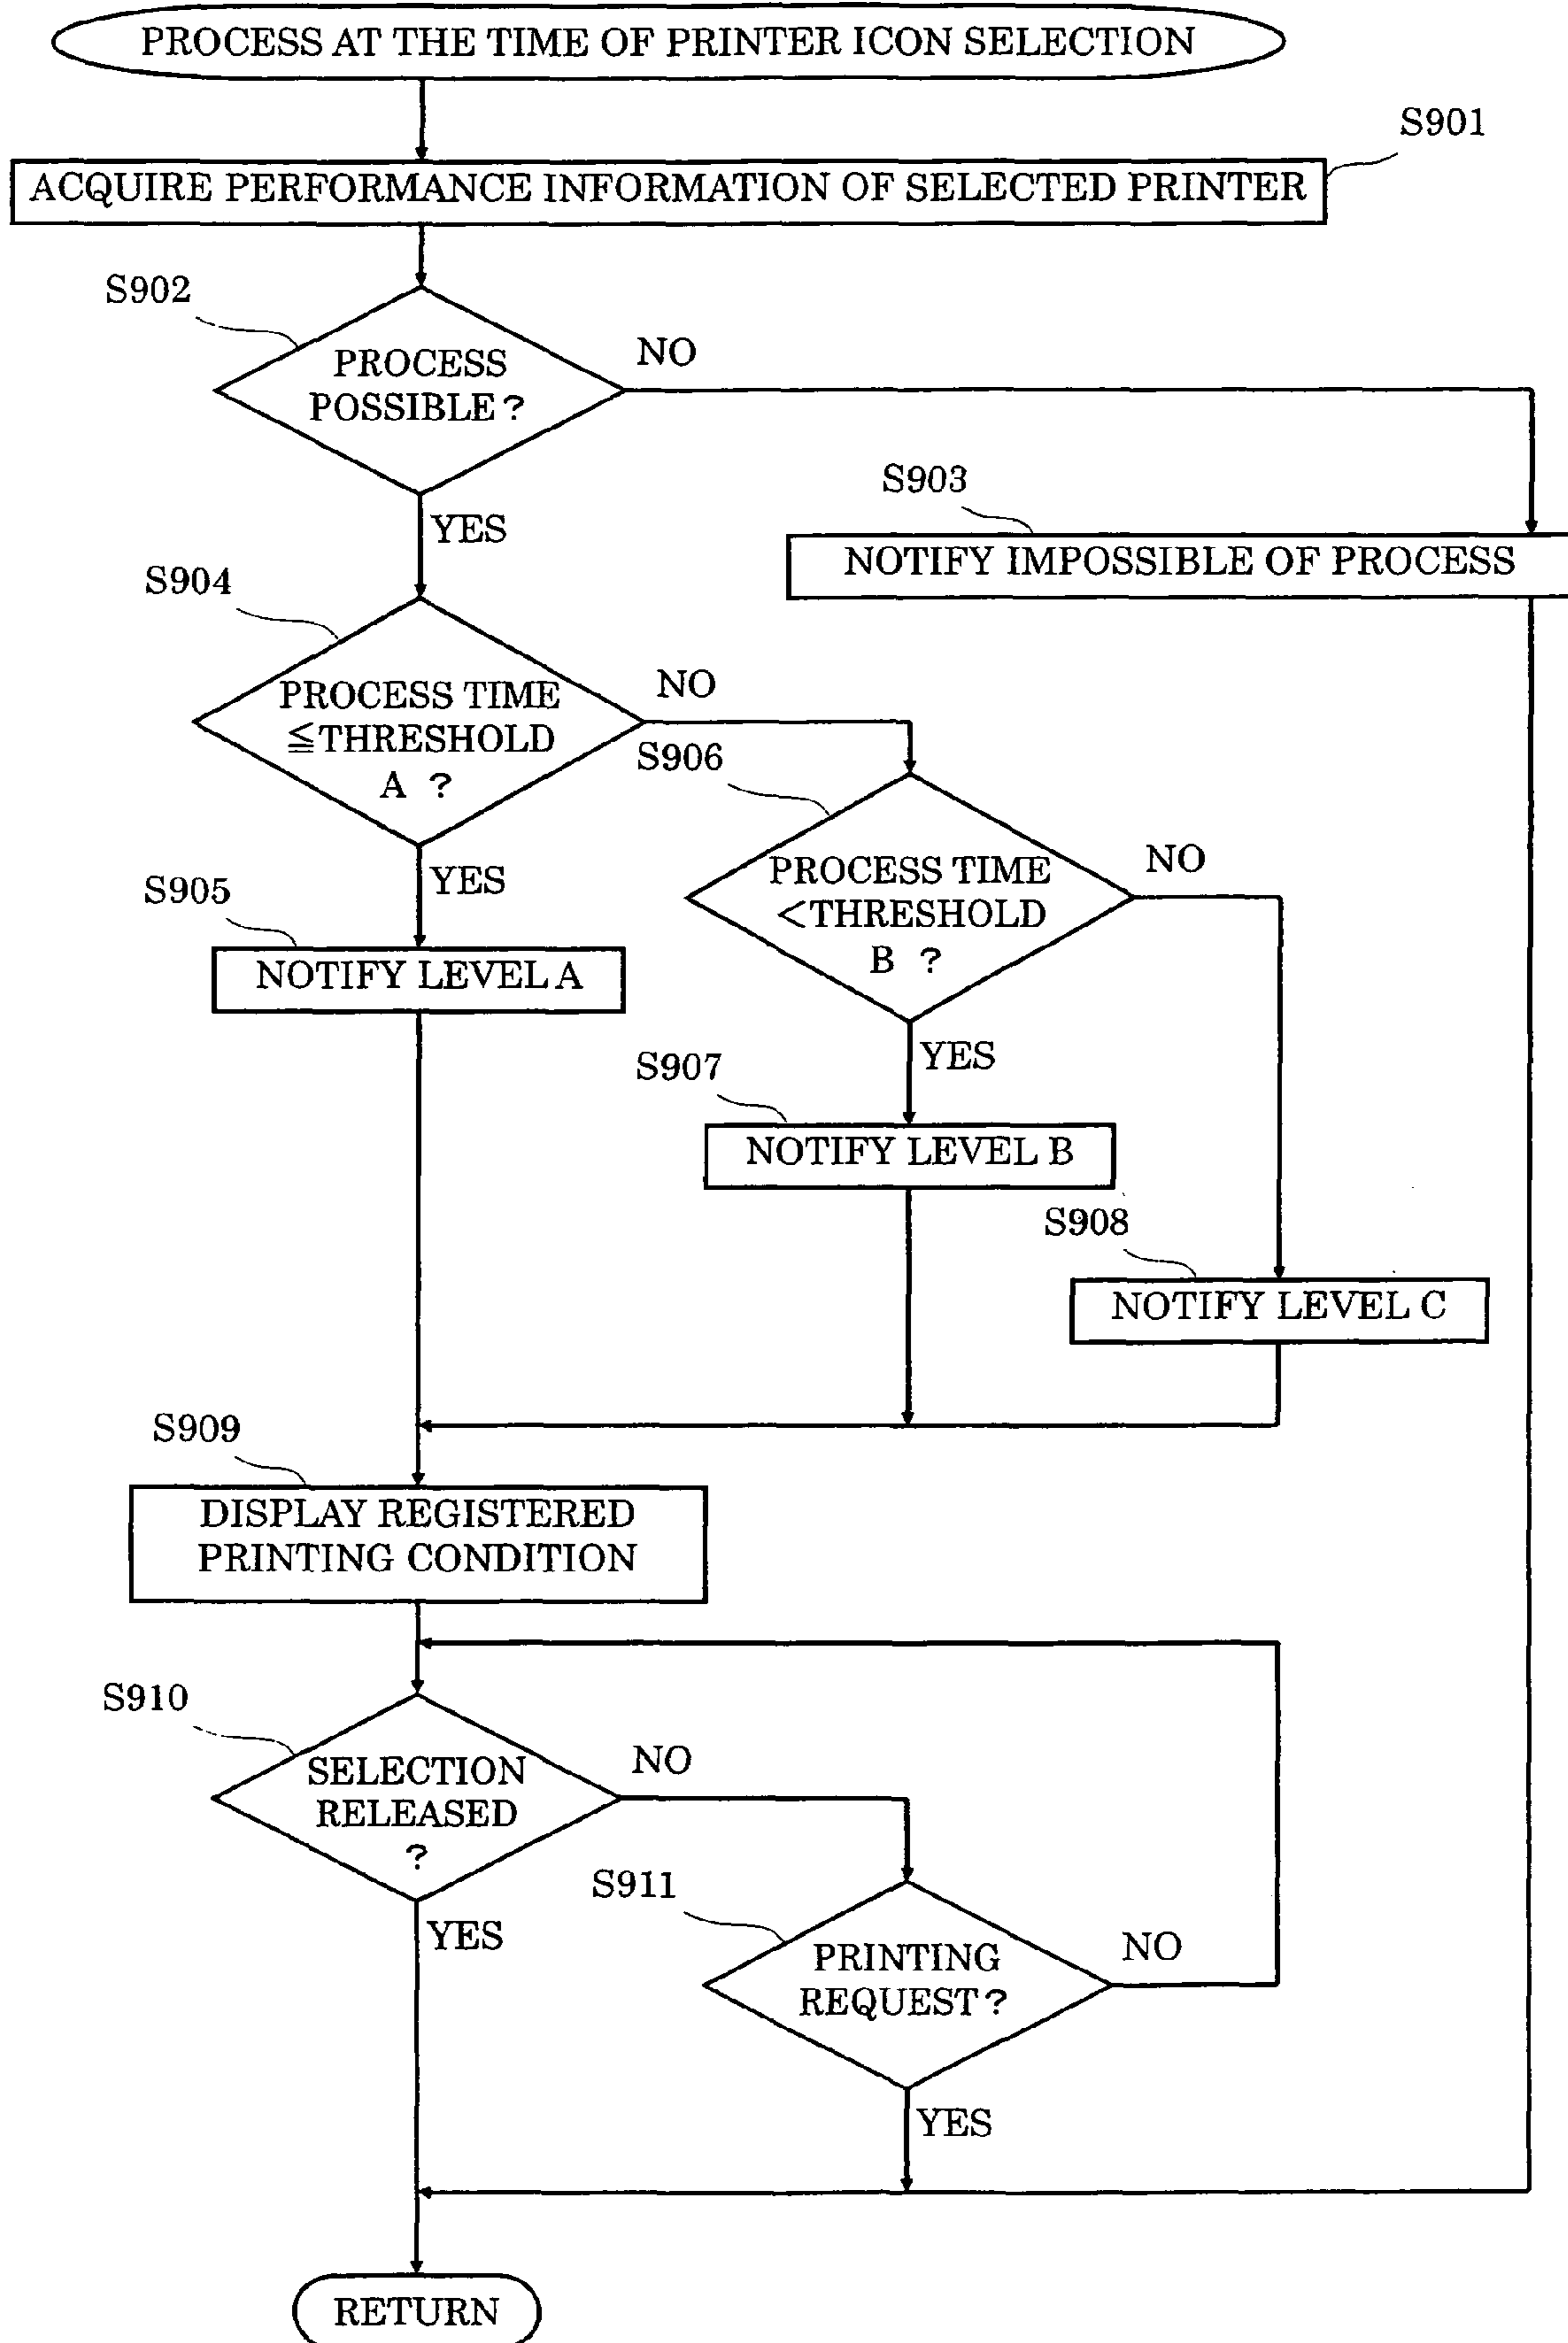 PROCESS AT THE TIME OF PRINTER ICON SELECTION
S901
ACQUIRE PERFORMANCE INFORMATION OF SELECTED PRINTER
S902
PROCESS
POSSIBLE?
NO
YES
S903
NOTIFY IMPOSSIBLE OF PROCESS
S904
PROCESS TIME
≦THRESHOLD
A ?
NO
YES
S905
NOTIFY LEVEL A
S906
PROCESS TIME
<THRESHOLD
B ?
NO
YES
S907
NOTIFY LEVEL B
S908
NOTIFY LEVEL C
S909
DISPLAY REGISTERED
PRINTING CONDITION
S910
SELECTION
RELEASED
?
NO
YES
S911
PRINTING
REQUEST?
NO
YES
RETURN